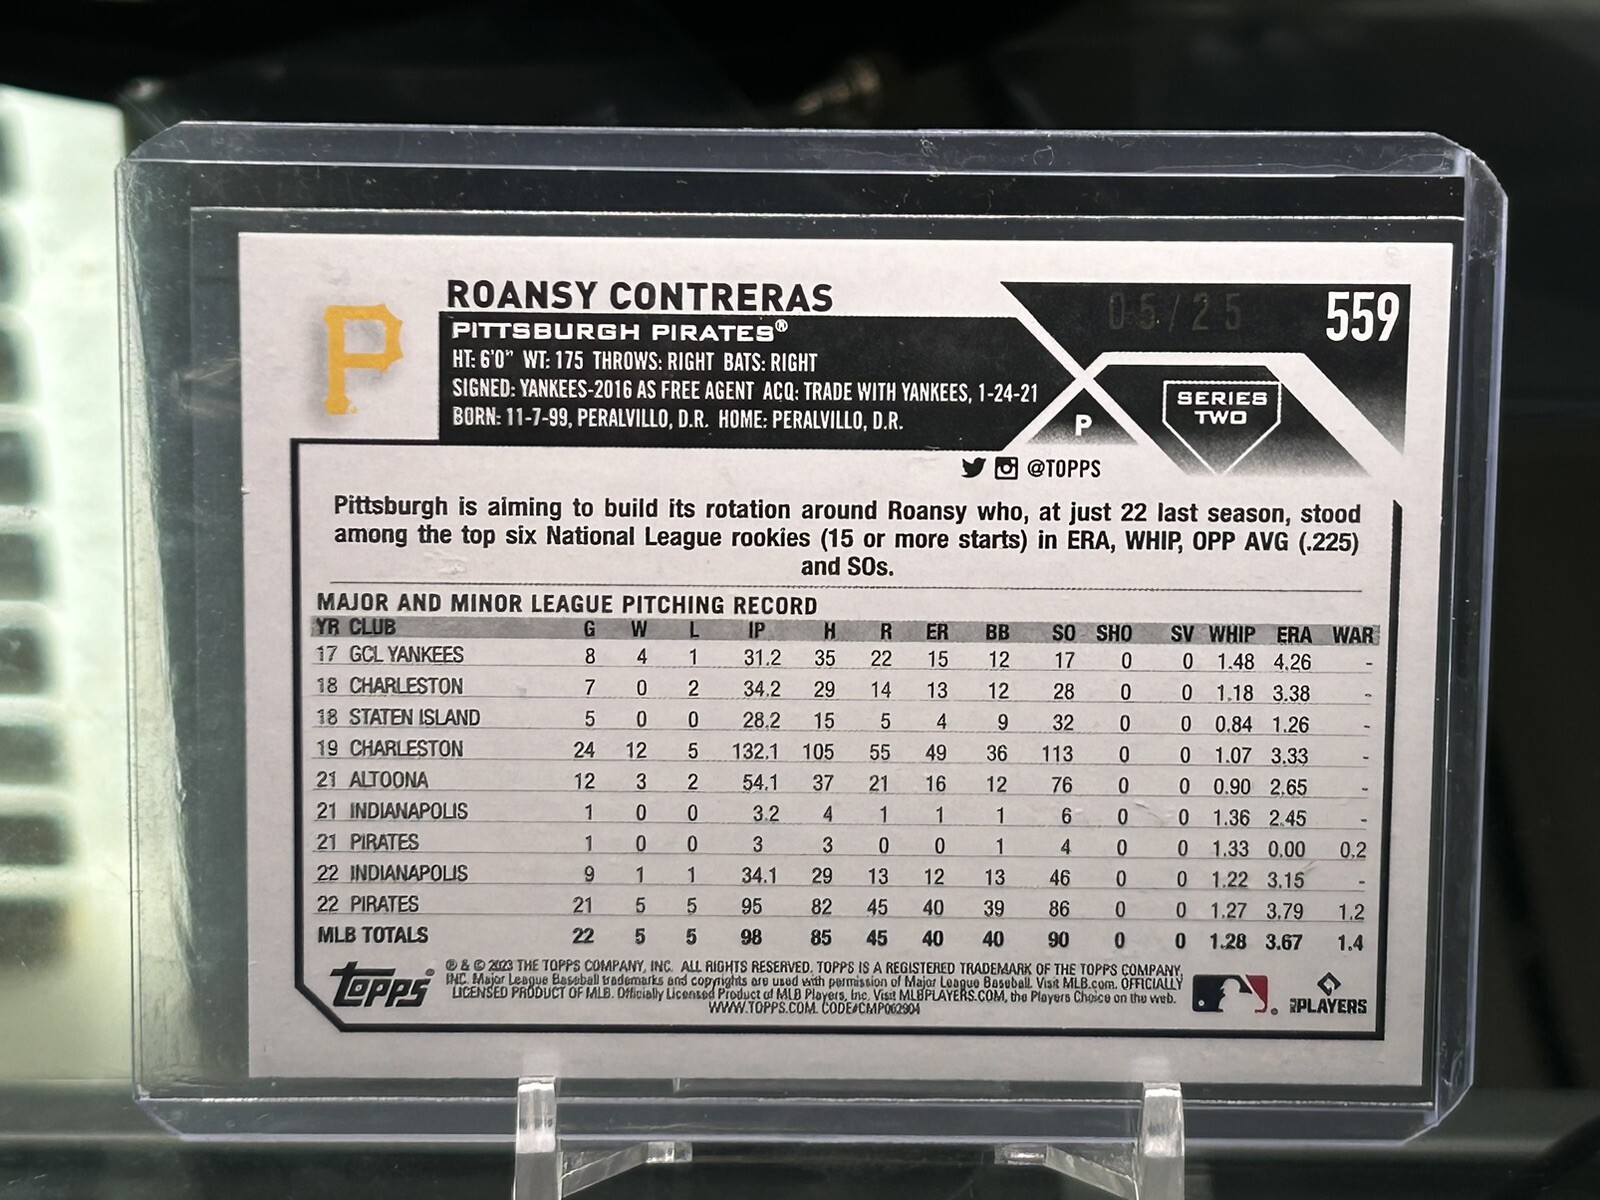 ROANSY CONTRERAS
05/25
559
PITTSBURGH PIRATES®
HT: 6'0" WT: 175 THROWS: RIGHT BATS: RIGHT
SIGNED: YANKEES-2016 AS FREE AGENT ACQ: TRADE WITH YANKEES, 1-24-21
BORN: 11-7-99, PERALVILLO, D.R. HOME: PERALVILLO, D.R.
P
SERIES
TWO
@TOPPS
Pittsburgh is aiming to build its rotation around Roansy who, at just 22 last season, stood
among the top six National League rookies (15 or more starts) in ERA, WHIP, OPP AVG (.225)
and SOs.
MAJOR AND MINOR LEAGUE PITCHING RECORD
YR CLUB G W L IP H R ER BB SO SHO SV WHIP ERA WAR
17 GCL YANKEES 8 4 1 31.2 35 22 15 12 17 0 0 1.48 4.26 -
18 CHARLESTON 7 0 2 34.2 29 14 13 12 28 0 0 1.18 3.38 -
18 STATEN ISLAND 5 0 0 28.2 15 5 4 9 32 0 0 0.84 1.26 -
19 CHARLESTON 24 12 5 132.1 105 55 49 36 113 0 0 1.07 3.33 -
21 ALTOONA 12 3 2 54.1 37 21 16 12 76 0 0 0.90 2.65 -
21 INDIANAPOLIS 1 0 0 3.2 4 1 1 1 6 0 0 1.36 2.45 -
21 PIRATES 1 0 0 3 3 0 0 1 4 0 0 1.33 0.00 0.2
22 INDIANAPOLIS 9 1 1 34.1 29 13 12 13 46 0 0 1.22 3.15 -
22 PIRATES 21 5 5 95 82 45 40 39 86 0 0 1.27 3.79 1.2
MLB TOTALS 22 5 5 98 85 45 40 40 90 0 0 1.28 3.67 1.4
Topps®
® & © 2023 THE TOPPS COMPANY, INC. ALL RIGHTS RESERVED. TOPPS IS A REGISTERED TRADEMARK OF THE TOPPS COMPANY,
INC. Major League Baseball trademarks and copyrights are used with permission of Major League Baseball. Visit MLB.com. OFFICIALLY
LICENSED PRODUCT OF MLB. Officially Licensed Product of MLB Players, Inc. Visit MLBPLAYERS.COM, the Players Choice on the web.
WWW.TOPPS.COM. CODE#CMP002904
PLAYERS